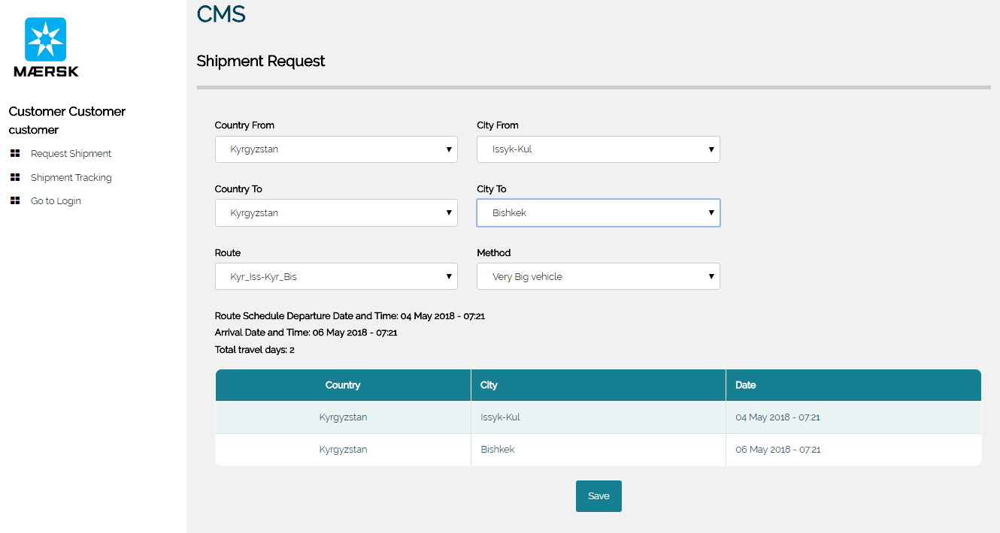 MÆRSK
Customer Customer
customer
Request Shipment
Shipment Tracking
Go to Login
CMS
Shipment Request
Country From
City From
Kyrgyzstan
Issyk-Kul
Country To
City To
Kyrgyzstan
Bishkek
Route
Method
Kyr_Iss-Kyr_Bis
Very Big vehicle
Route Schedule Departure Date and Time: 04 May 2018 - 07:21
Arrival Date and Time: 06 May 2018 - 07:21
Total travel days: 2
Country City Date
Kyrgyzstan Issyk-Kul 04 May 2018 - 07:21
Kyrgyzstan Bishkek 06 May 2018 - 07:21
Save